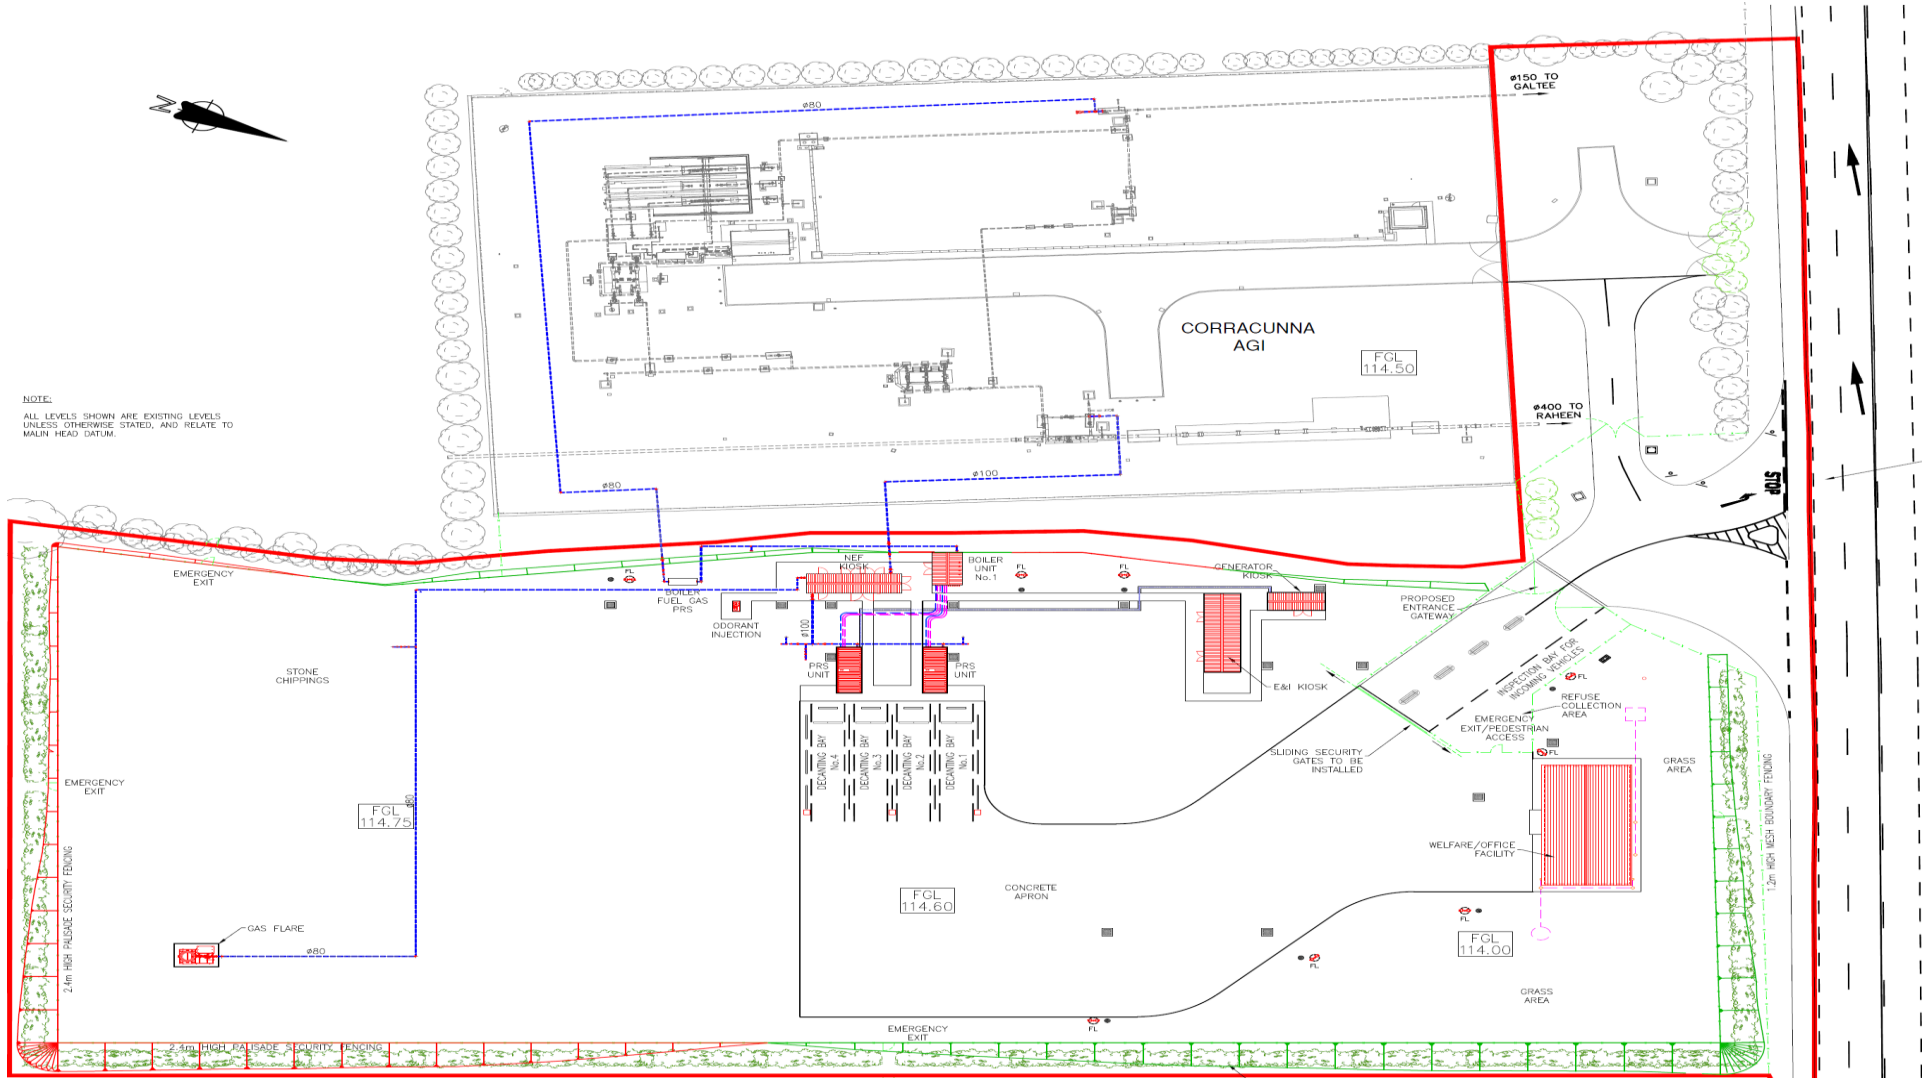 ø150 TO
GALTEE
ø80
N
CORRACUNNA
AGI
FGL
114.50
NOTE:
ALL LEVELS SHOWN ARE EXISTING LEVELS
UNLESS OTHERWISE STATED, AND RELATE TO
MALIN HEAD DATUM.
ø400 TO
RAHEEN
STOP
ø100
ø80
EMERGENCY
EXIT
FL
NEF
KIOSK
BOILER
UNIT
No.1
FL
FL
GENERATOR
KIOSK
BOILER
FUEL GAS
PRS
ODORANT
INJECTION
ø100
PROPOSED
ENTRANCE
GATEWAY
INSPECTION BAY FOR
INCOMING VEHICLES
STONE
CHIPPINGS
PRS
UNIT
PRS
UNIT
E&I KIOSK
FL
REFUSE
COLLECTION
AREA
EMERGENCY
EXIT/PEDESTRIAN
ACCESS
FL
SLIDING SECURITY
GATES TO BE
INSTALLED
GRASS
AREA
DECANTING BAY
No.4
DECANTING BAY
No.3
DECANTING BAY
No.2
DECANTING BAY
No.1
EMERGENCY
EXIT
FGL
114.75
ø80
1.2m HIGH MESH BOUNDARY FENCING
WELFARE/OFFICE
FACILITY
2.4m HIGH PALISADE SECURITY FENCING
FGL
114.60
CONCRETE
APRON
FL
GAS FLARE
ø80
FGL
114.00
FL
GRASS
AREA
FL
EMERGENCY
EXIT
2.4m HIGH PALISADE SECURITY FENCING